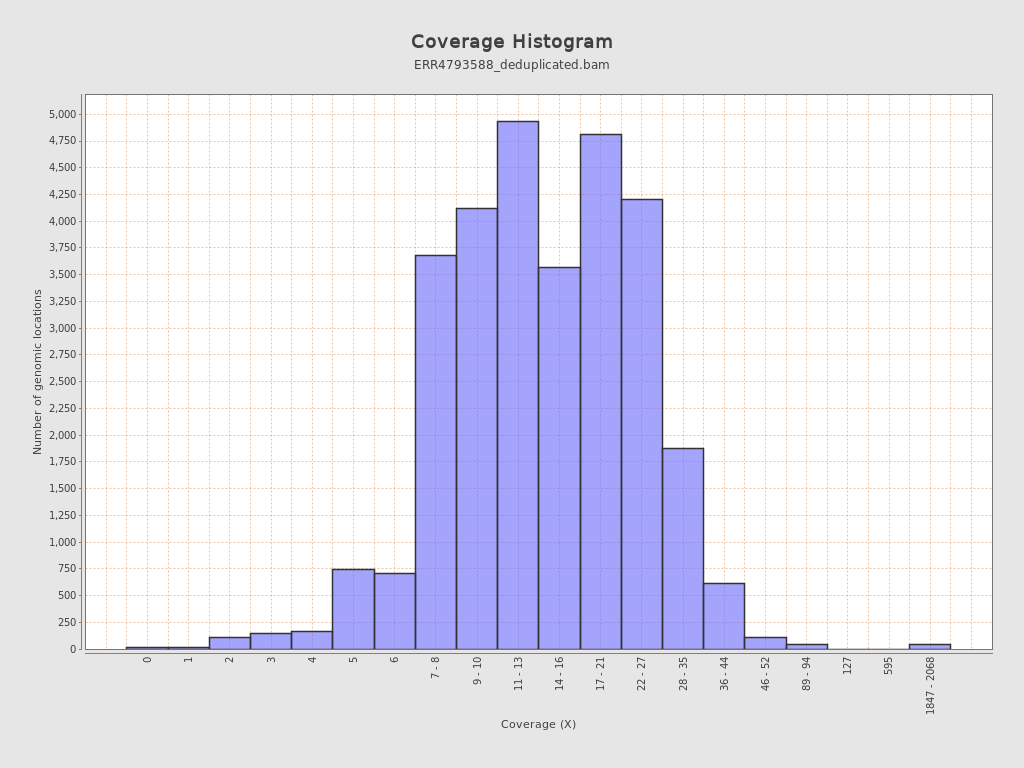 Coverage Histogram
ERR4793588_deduplicated.bam
Number of genomic locations
5,000
4,750
4,500
4,250
4,000
3,750
3,500
3,250
3,000
2,750
2,500
2,250
2,000
1,750
1,500
1,250
1,000
750
500
250
0
0
1
2
3
4
5
6
7 - 8
9 - 10
11 - 13
14 - 16
17 - 21
22 - 27
28 - 35
36 - 44
46 - 52
89 - 94
127
595
1847 - 2068
Coverage (X)